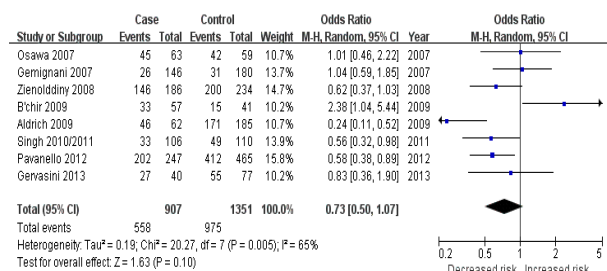 Case Control Odds Ratio Odds Ratio
Study or Subgroup Events Total Events Total Weight M-H, Random, 95% CI Year M-H, Random, 95% CI
Osawa 2007 45 63 42 59 10.7% 1.01 [0.46, 2.22] 2007
Gemignani 2007 26 146 31 180 14.2% 1.04 [0.59, 1.85] 2007
Zienolddiny 2008 146 186 200 234 15.7% 0.62 [0.37, 1.03] 2008
B'chir 2009 33 57 15 41 10.0% 2.38 [1.04, 5.44] 2009
Aldrich 2009 46 62 171 185 10.8% 0.24 [0.11, 0.52] 2009
Singh 2010/2011 33 106 49 110 14.4% 0.56 [0.32, 0.98] 2011
Pavanello 2012 202 247 412 465 17.2% 0.58 [0.38, 0.89] 2012
Gervasini 2013 27 40 55 77 9.9% 0.83 [0.36, 1.90] 2013
Total (95% CI) 907 1351 100.0% 0.73 [0.50, 1.07]
Total events 558 975
Heterogeneity: Tau² = 0.19; Chi² = 20.27, df = 7 (P = 0.005); I² = 65%
Test for overall effect: Z = 1.63 (P = 0.10)
0.2 0.5 1 2 5
Decreased risk Increased risk